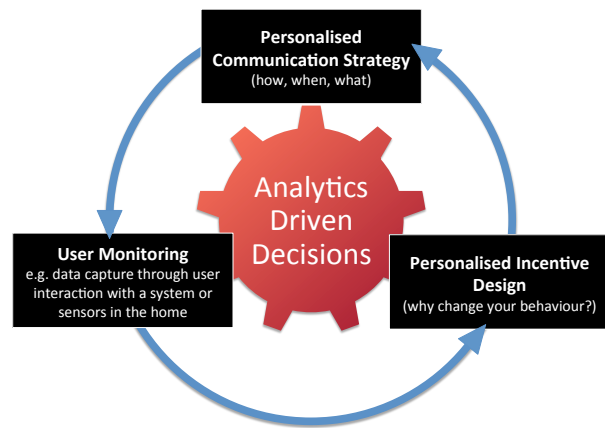 Personalised
Communication Strategy
(how, when, what)
Analytics
Driven
Decisions
User Monitoring
e.g. data capture through user
interaction with a system or
sensors in the home
Personalised Incentive
Design
(why change your behaviour?)